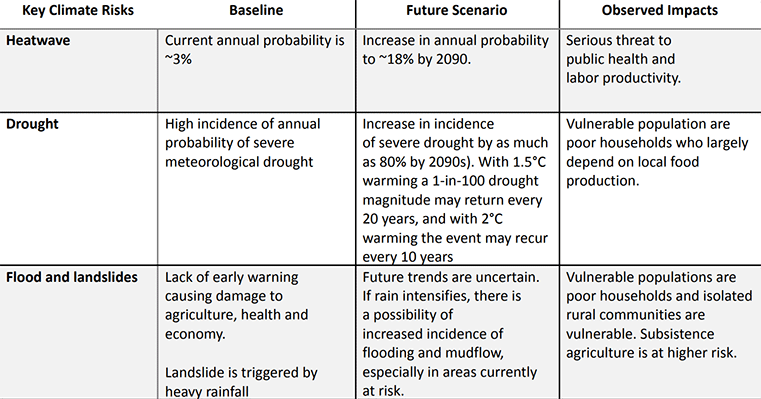 Key Climate Risks
Baseline
Future Scenario
Observed Impacts
Heatwave
Current annual probability is
~3%
Increase in annual probability
to ~18% by 2090.
Serious threat to
public health and
labor productivity.
Drought
High incidence of annual
probability of severe
meteorological drought
Increase in incidence
of severe drought by as much
as 80% by 2090s). With 1.5°C
warming a 1-in-100 drought
magnitude may return every
20 years, and with 2°C
warming the event may recur
every 10 years
Vulnerable population are
poor households who largely
depend on local food
production.
Flood and landslides
Lack of early warning
causing damage to
agriculture, health and
economy.
Landslide is triggered by
heavy rainfall
Future trends are uncertain.
If rain intensifies, there is
a possibility of
increased incidence of
flooding and mudflow,
especially in areas currently
at risk.
Vulnerable populations are
poor households and isolated
rural communities are
vulnerable. Subsistence
agriculture is at higher risk.